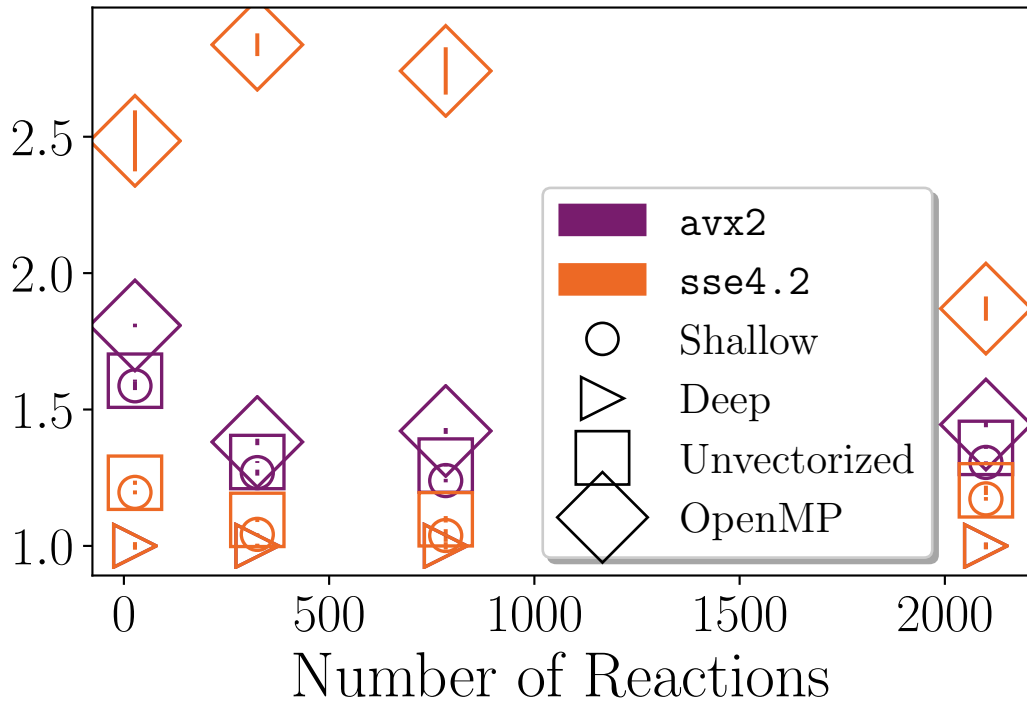 2.5
2.0
1.5
1.0
avx2
sse4.2
Shallow
Deep
Unvectorized
OpenMP
0 500 1000 1500 2000
Number of Reactions